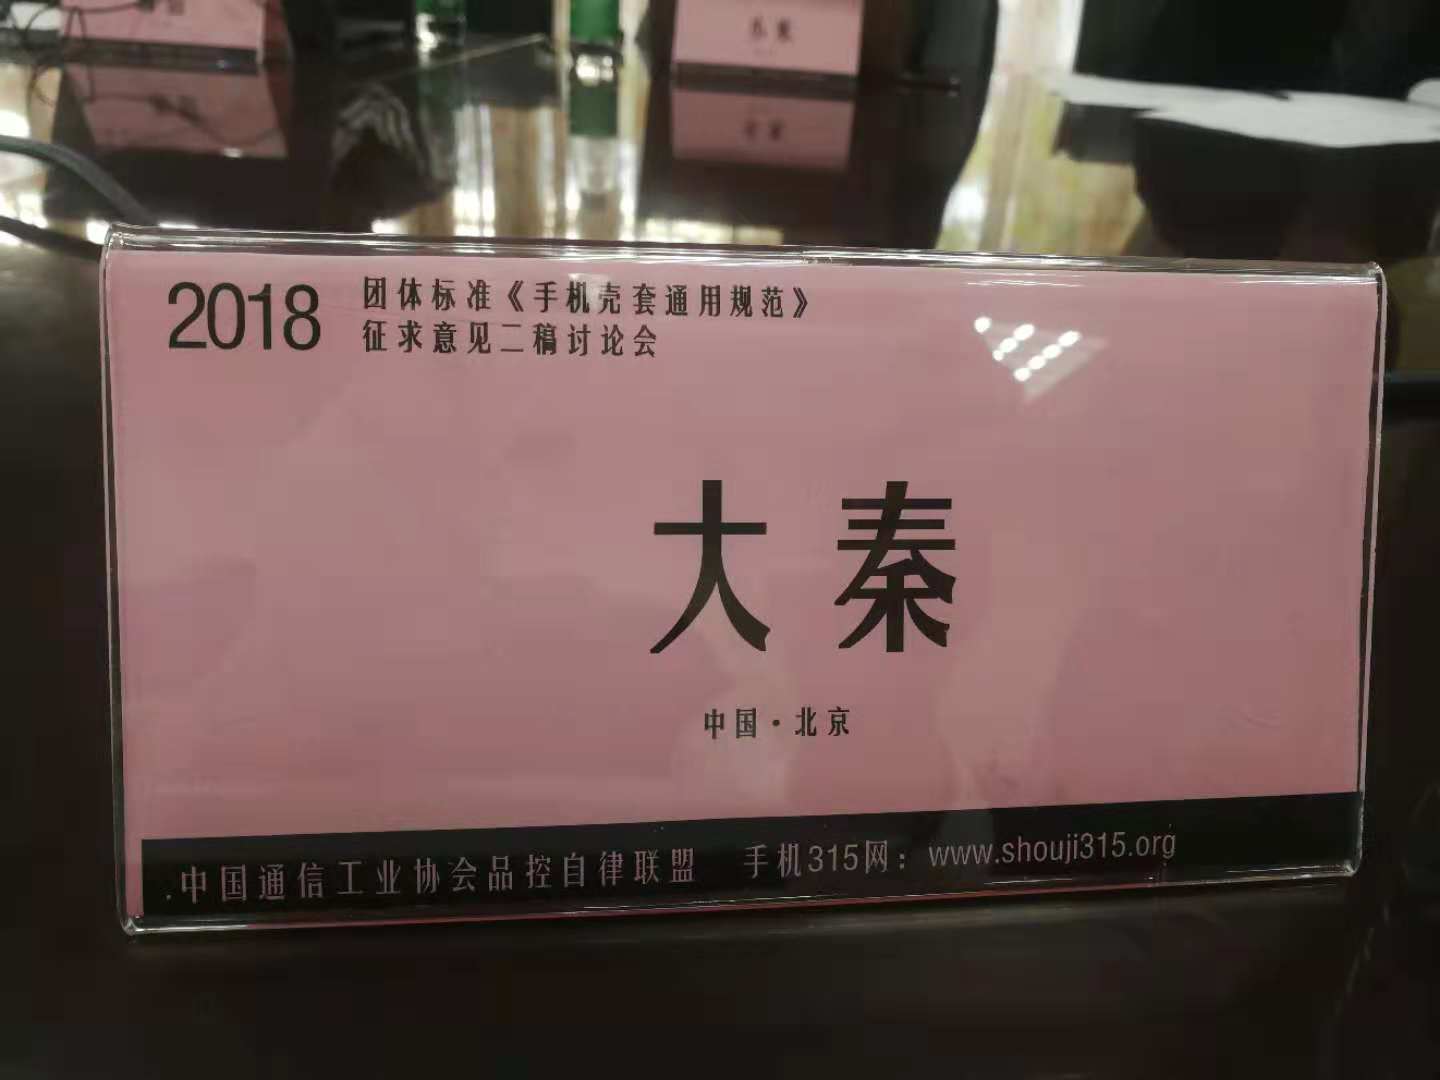 2018 团体标准《手机壳套通用规范》
征求意见二稿讨论会
大秦
中国·北京
.中国通信工业协会品控自律联盟 手机315网：www.shouji315.org